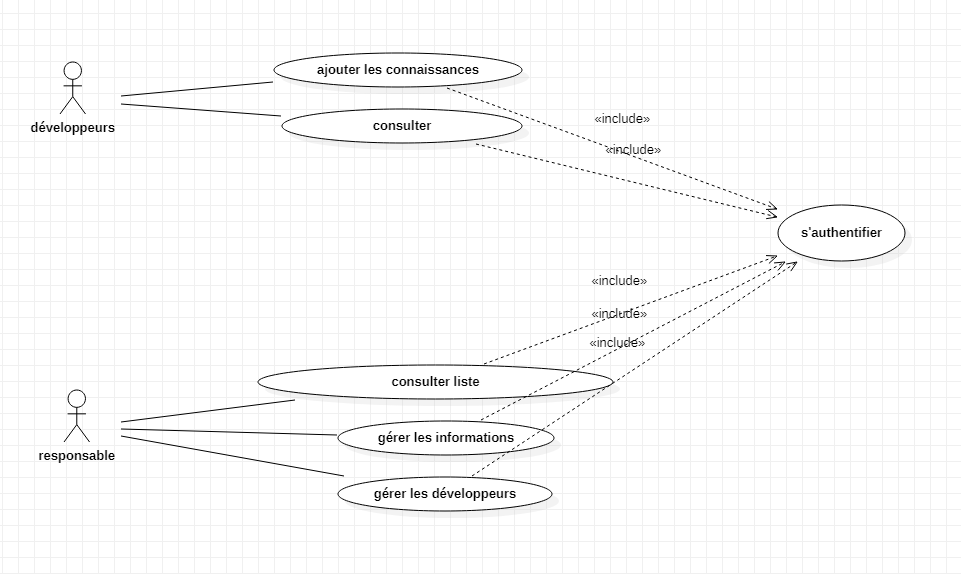 ajouter les connaissances
développeurs
consulter
«include»
«include»
s'authentifier
«include»
«include»
«include»
consulter liste
responsable
gérer les informations
gérer les développeurs